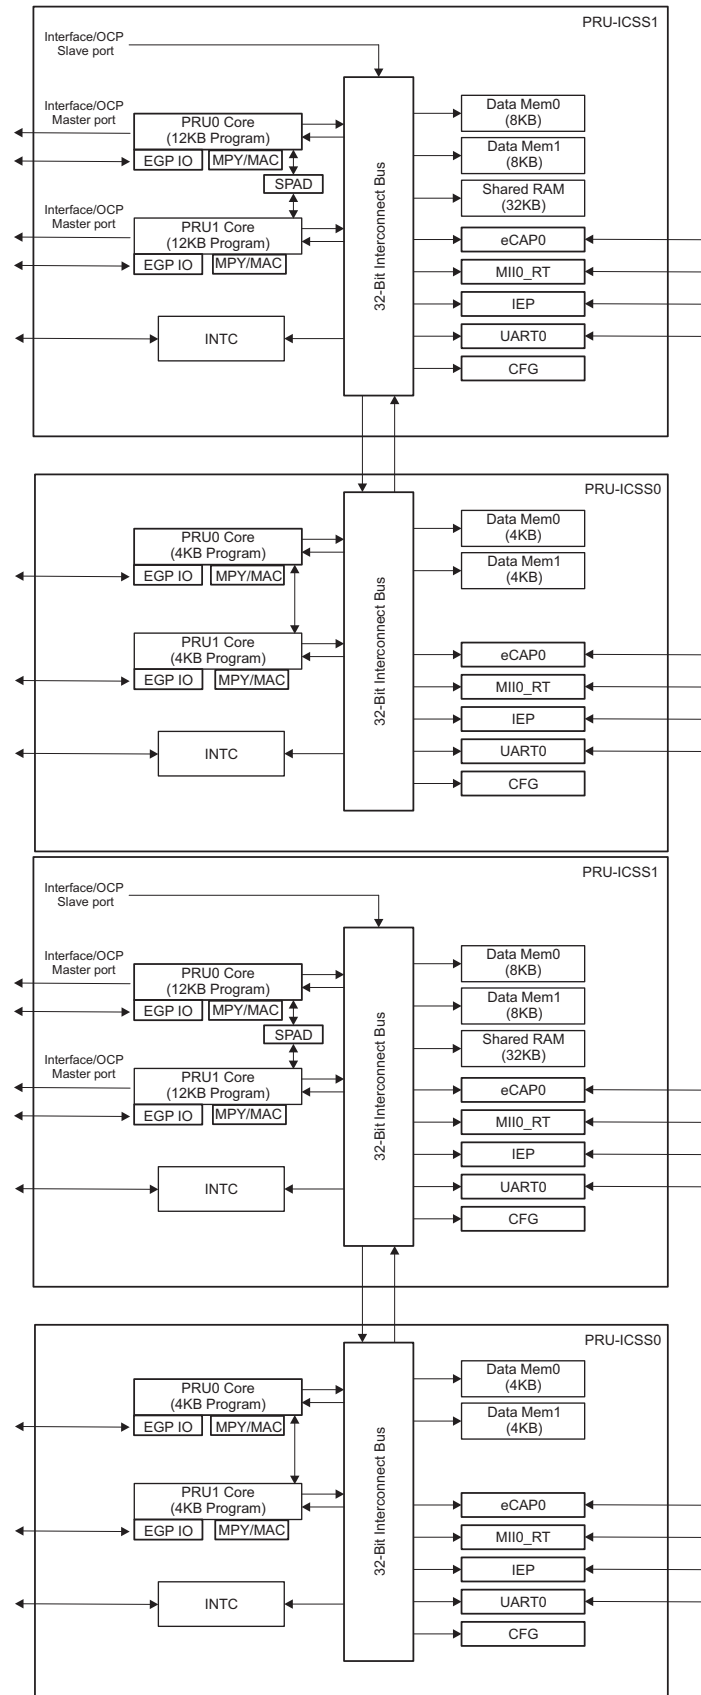 PRU-ICSS1
Interface/OCP
Slave port
Interface/OCP
Master port
PRU0 Core
(12KB Program)
EGP IO
MPY/MAC
SPAD
Interface/OCP
Master port
PRU1 Core
(12KB Program)
EGP IO
MPY/MAC
INTC
32-Bit Interconnect Bus
Data Mem0
(8KB)
Data Mem1
(8KB)
Shared RAM
(32KB)
eCAP0
MII0_RT
IEP
UART0
CFG
PRU-ICSS0
PRU0 Core
(4KB Program)
EGP IO
MPY/MAC
PRU1 Core
(4KB Program)
EGP IO
MPY/MAC
INTC
32-Bit Interconnect Bus
Data Mem0
(4KB)
Data Mem1
(4KB)
eCAP0
MII0_RT
IEP
UART0
CFG
PRU-ICSS1
Interface/OCP
Slave port
Interface/OCP
Master port
PRU0 Core
(12KB Program)
EGP IO
MPY/MAC
SPAD
Interface/OCP
Master port
PRU1 Core
(12KB Program)
EGP IO
MPY/MAC
INTC
32-Bit Interconnect Bus
Data Mem0
(8KB)
Data Mem1
(8KB)
Shared RAM
(32KB)
eCAP0
MII0_RT
IEP
UART0
CFG
PRU-ICSS0
PRU0 Core
(4KB Program)
EGP IO
MPY/MAC
PRU1 Core
(4KB Program)
EGP IO
MPY/MAC
INTC
32-Bit Interconnect Bus
Data Mem0
(4KB)
Data Mem1
(4KB)
eCAP0
MII0_RT
IEP
UART0
CFG